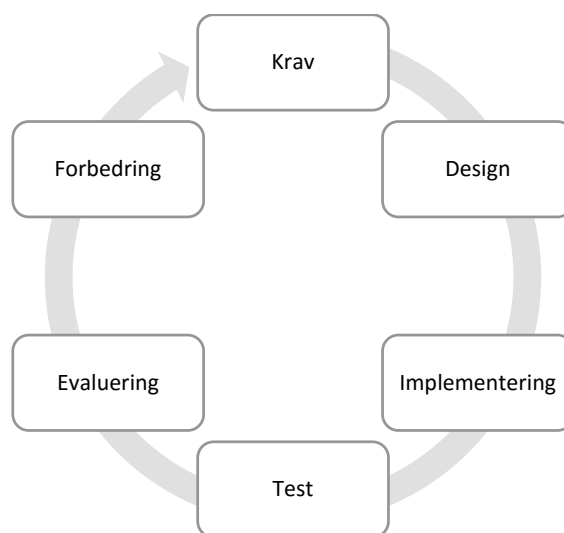 Krav
Design
Implementering
Test
Evaluering
Forbedring